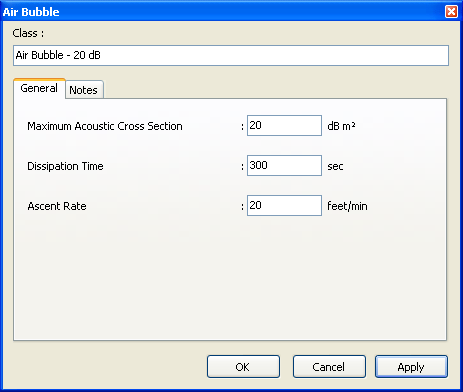 Air Bubble
Class :
Air Bubble - 20 dB
General Notes
Maximum Acoustic Cross Section : 20 dB m²
Dissipation Time : 300 sec
Ascent Rate : 20 feet/min
OK Cancel Apply